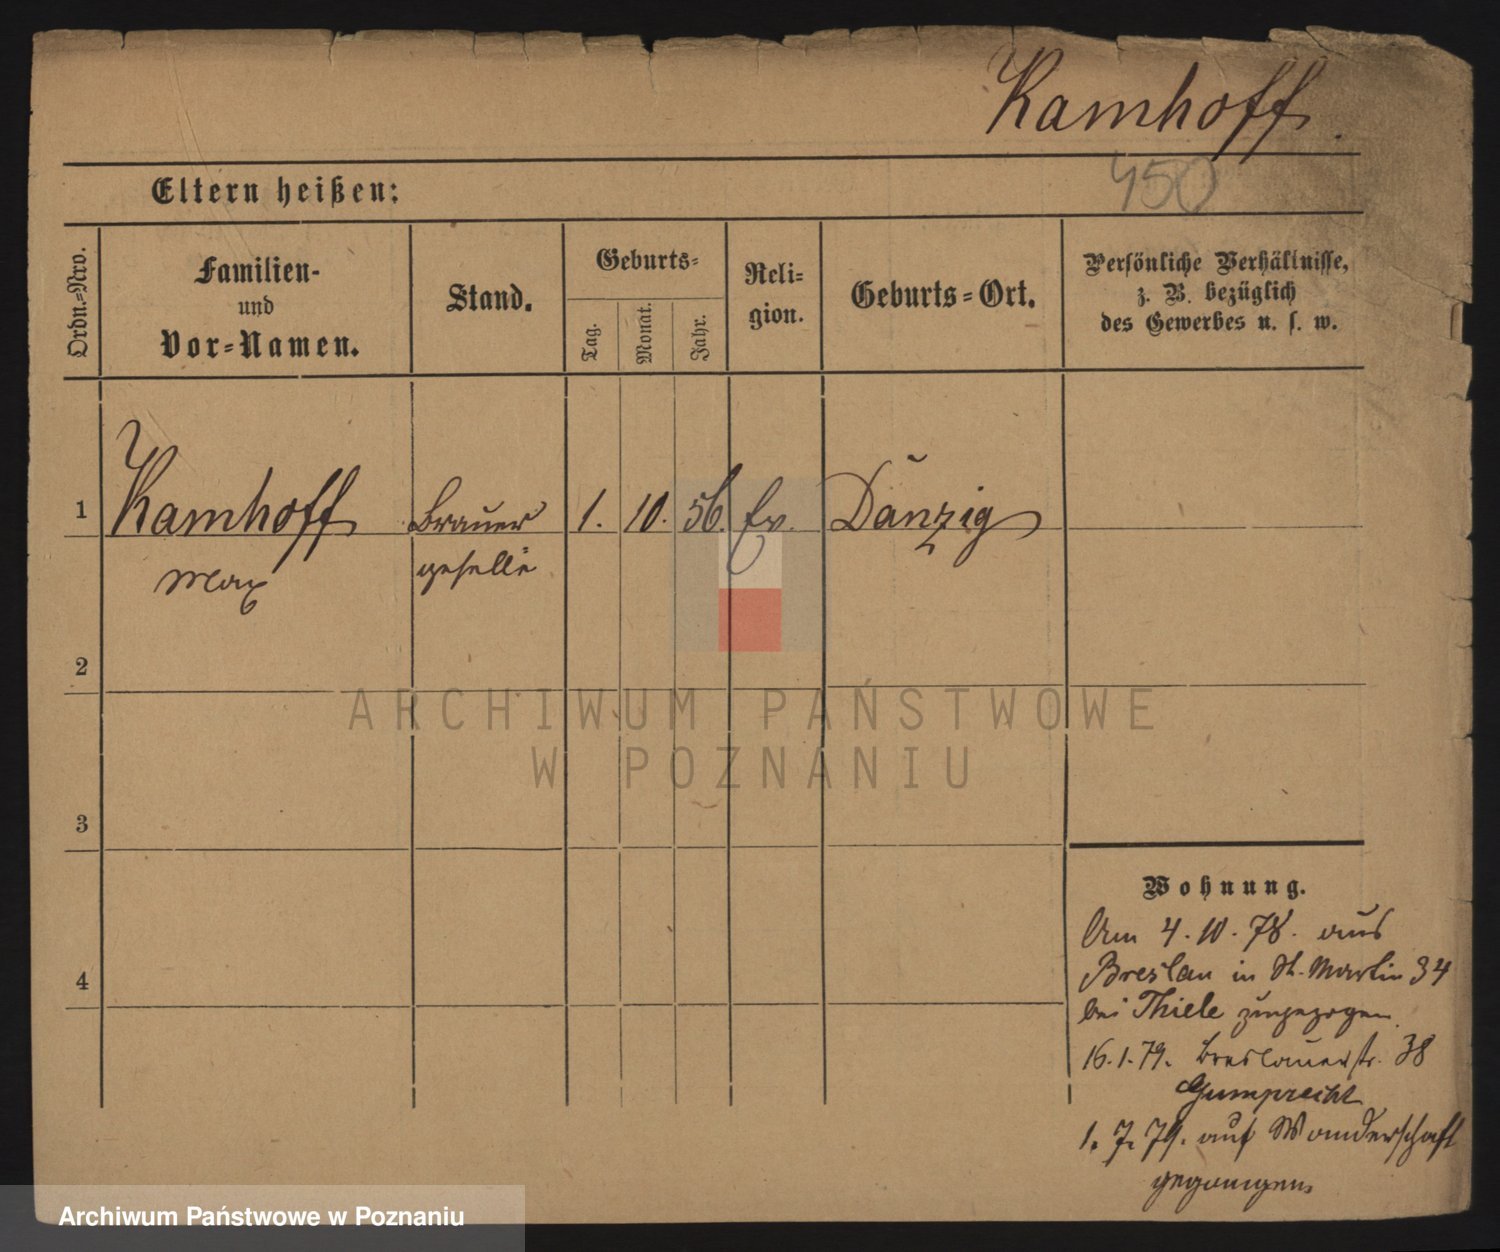 Kamhoff.
450
Eltern heißen:
Ordn.-Nro.
Familien-
und
Vor-Namen.
Stand.
Geburts-
Tag.
Monat.
Jahr.
Reli-
gion.
Geburts-Ort.
Persönliche Verhältnisse,
z. B. bezüglich
des Gewerbes u. s. w.
1 Kamhoff Brauer 1. 10. 56. Ev. Danzig
Max geselle
2
ARCHIWUM PAŃSTWOWE
W POZNANIU
3
Wohnung.
Am 4.10.78. aus
Breslau in St. Martin 34
bei Thiele zugezogen.
4
16.1.79. Breslauerstr. 38
Gumprecht
1.7.79. auf Wanderschaft
gegangen.
Archiwum Państwowe w Poznaniu